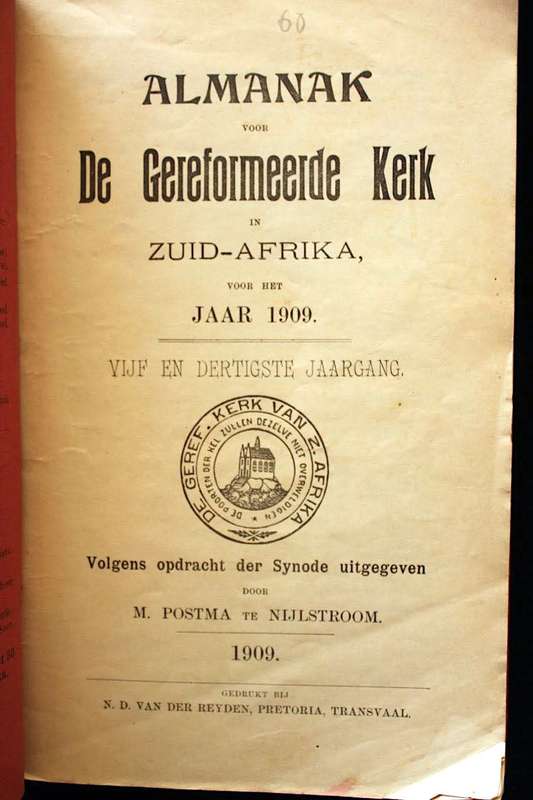 60
ALMANAK
VOOR
De Gereformeerde Kerk
IN
ZUID-AFRIKA,
VOOR HET
JAAR 1909.
VIJF EN DERTIGSTE JAARGANG.
DE GEREF. KERK VAN Z. AFRIKA
DE POORTEN DER HEL ZULLEN DEZELVE NIET OVERWELDIGEN
Volgens opdracht der Synode uitgegeven
DOOR
M. POSTMA TE NIJLSTROOM.
1909.
GEDRUKT BIJ
N. D. VAN DER REYDEN, PRETORIA, TRANSVAAL.